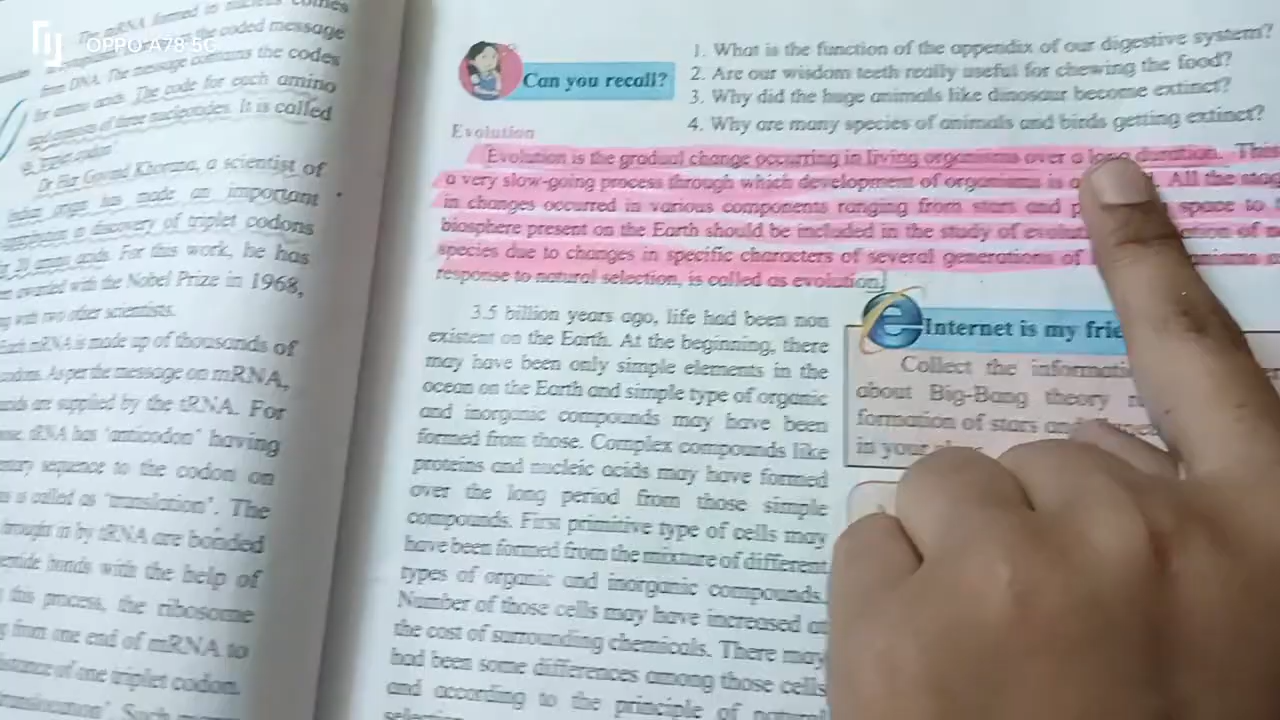 OPPO A78 5G
The mRNA formed in nucleus comes
the coded message
from DNA. The message contains the codes
for amino acids. The code for each amino
of three nucleotides. It is called
'triplet codon'
Dr. Har Govind Khorana, a scientist of
Indian origin has made an important
in discovery of triplet codons
20 amino acids. For this work, he has
awarded with the Nobel Prize in 1968,
with two other scientists.
Each mRNA is made up of thousands of
codons. As per the message on mRNA,
are supplied by the tRNA. For
tRNA has 'anticodon' having
sequence to the codon on
is called as 'translation'. The
brought in by tRNA are bonded
bonds with the help of
this process, the ribosome
from one end of mRNA to
distance of one triplet codon.
Can you recall?
1. What is the function of the appendix of our digestive system?
2. Are our wisdom teeth really useful for chewing the food?
3. Why did the huge animals like dinosaur become extinct?
4. Why are many species of animals and birds getting extinct?
Evolution
Evolution is the gradual change occurring in living organisms over a long duration. This
a very slow-going process through which development of organisms is All the
in changes occurred in various components ranging from stars and space to
biosphere present on the Earth should be included in the study of
species due to changes in specific characters of several generations of
response to natural selection, is called as evolution.
3.5 billion years ago, life had been non
existent on the Earth. At the beginning, there
may have been only simple elements in the
ocean on the Earth and simple type of organic
and inorganic compounds may have been
formed from those. Complex compounds like
proteins and nucleic acids may have formed
over the long period from those simple
compounds. First primitive type of cells may
have been formed from the mixture of different
types of organic and inorganic compounds.
Number of those cells may have increased
the cost of surrounding chemicals. There may
had been some differences among those cells
and according to the principle of natural
selection
Internet is my
Collect the
about Big-Bang theory
formation of stars and
in your